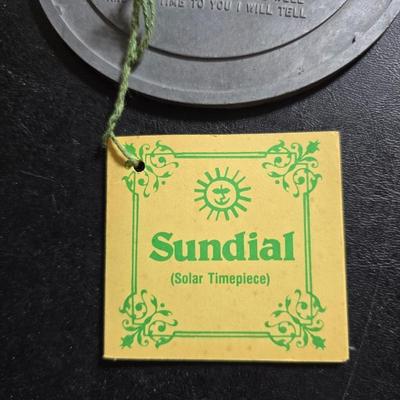 TIME TO YOU I WILL TELL
Sundial
(Solar Timepiece)